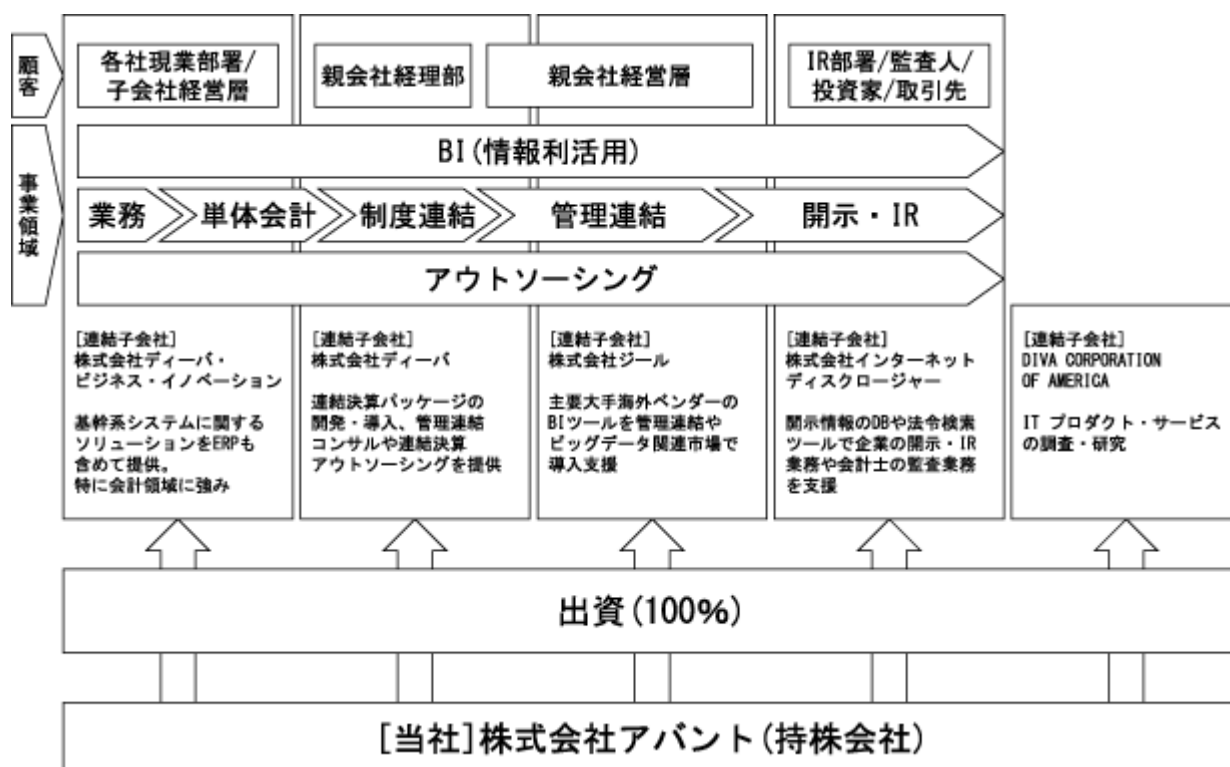 顧客
各社現業部署/
子会社経営層
親会社経理部
親会社経営層
IR部署/監査人/
投資家/取引先
事業領域
BI(情報利活用)
業務
単体会計
制度連結
管理連結
開示・IR
アウトソーシング
[連結子会社]
株式会社ディーバ・
ビジネス・イノベーション
基幹系システムに関する
ソリューションをERPも
含めて提供。
特に会計領域に強み
[連結子会社]
株式会社ディーバ
連結決算パッケージの
開発・導入、管理連結
コンサルや連結決算
アウトソーシングを提供
[連結子会社]
株式会社ジール
主要大手海外ベンダーの
BIツールを管理連結や
ビッグデータ関連市場で
導入支援
[連結子会社]
株式会社インターネット
ディスクロージャー
開示情報のDBや法令検索
ツールで企業の開示・IR
業務や会計士の監査業務
を支援
[連結子会社]
DIVA CORPORATION
OF AMERICA
IT プロダクト・サービス
の調査・研究
出資(100%)
[当社]株式会社アバント(持株会社)